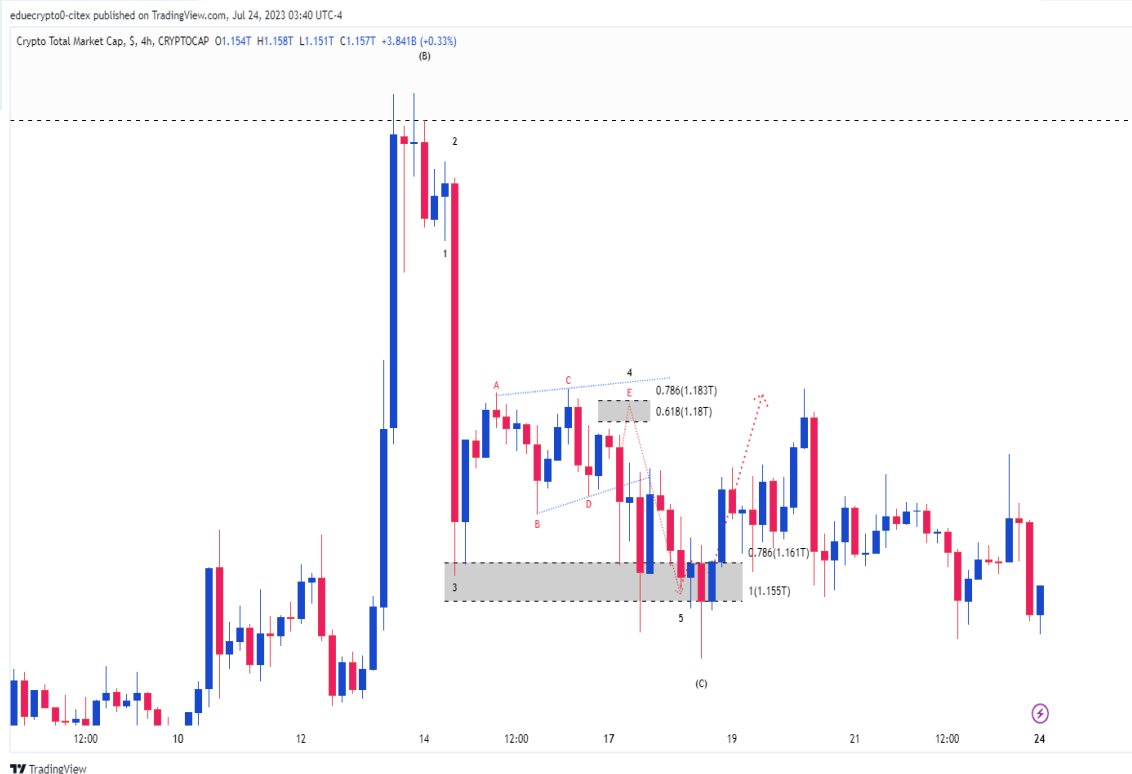 eduecrypto0-citex published on TradingView.com, Jul 24, 2023 03:40 UTC-4
Crypto Total Market Cap, $, 4h, CRYPTOCAP O1.154T H1.158T L1.151T C1.157T +3.841B (+0.33%)
(B)
2
1
4
C
A
E
0.786(1.183T)
0.618(1.18T)
D
B
0.786(1.161T)
3
1(1.155T)
5
(C)
12:00 10 12 14 12:00 17 19 21 12:00 24
TradingView